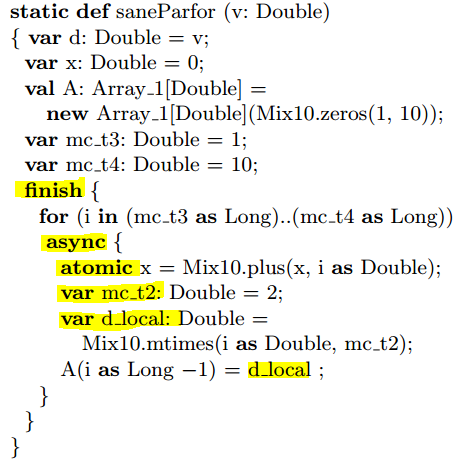 static def saneParfor (v: Double)
{ var d: Double = v;
var x: Double = 0;
val A: Array_1[Double] =
new Array_1[Double](Mix10.zeros(1, 10));
var mc_t3: Double = 1;
var mc_t4: Double = 10;
finish {
for (i in (mc_t3 as Long)..(mc_t4 as Long))
async {
atomic x = Mix10.plus(x, i as Double);
var mc_t2: Double = 2;
var d_local: Double =
Mix10.mtimes(i as Double, mc_t2);
A(i as Long −1) = d_local ;
}
}
}